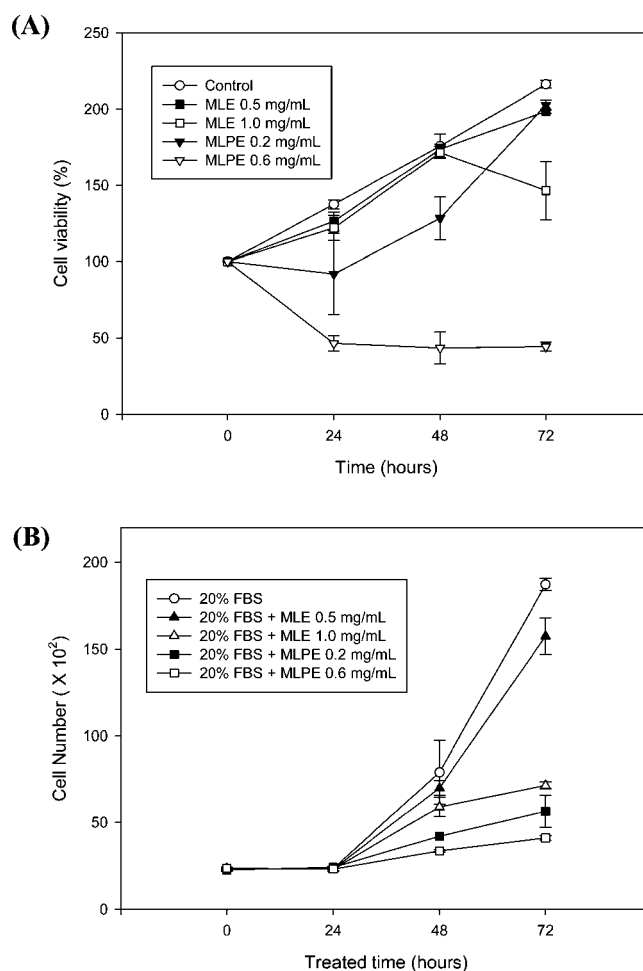 (A)
250
200
150
100
50
0
Cell viability (%)
Control
MLE 0.5 mg/mL
MLE 1.0 mg/mL
MLPE 0.2 mg/mL
MLPE 0.6 mg/mL
0 24 48 72
Time (hours)
(B)
200
150
100
50
0
Cell Number ( X 10²)
20% FBS
20% FBS + MLE 0.5 mg/mL
20% FBS + MLE 1.0 mg/mL
20% FBS + MLPE 0.2 mg/mL
20% FBS + MLPE 0.6 mg/mL
0 24 48 72
Treated time (hours)